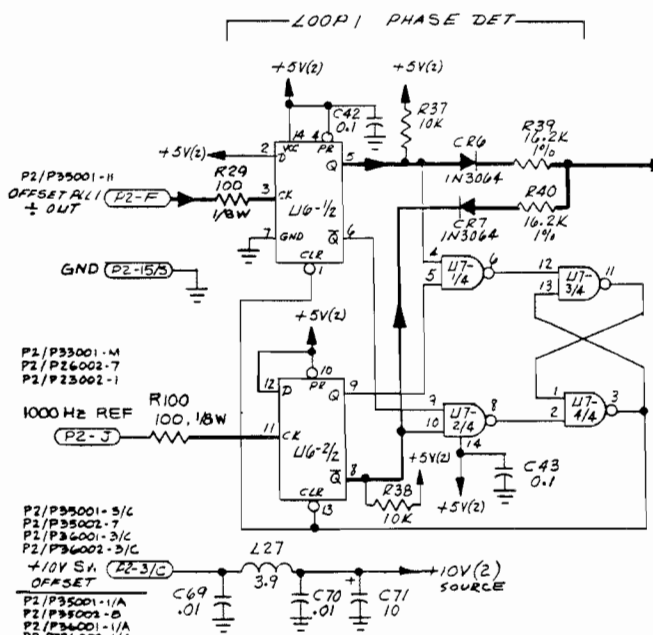 LOOP 1 PHASE DET
+5V(2)
+5V(2)
C42
0.1
R37
10K
14
VCC
4
PR
+5V(2)
2
D
Q
5
CR6
1N3064
R39
16.2K
1%
P2/P35001-11
OFFSET PLL 1
÷ OUT
P2-F
R29
100
1/8W
3
CK
U6-1/2
CR7
1N3064
R40
16.2K
1%
7
GND
Q
6
CLR
1
GND
P2-15/S
4
5
U7-
1/4
6
12
13
U7-
3/4
11
+5V(2)
P2/P33001-M
P2/P26002-7
P2/P23002-1
10
12
D
PR
Q
9
1000 HZ REF
P2-J
R100
100, 1/8W
11
CK
U6-2/2
9
10
U7-
2/4
8
1
2
U7-
4/4
3
14
Q
8
+5V(2)
+5V(2)
C43
0.1
CLR
13
R38
10K
P2/P35001-3/C
P2/P35002-7
P2/P36001-3/C
P2/P36002-3/C
OFFSET
P2-3/C
L27
3.9
+10V(2)
SOURCE
C69
.01
C70
.01
+
C71
10
P2/P35001-1/A
P2/P35002-8
P2/P36001-1/A